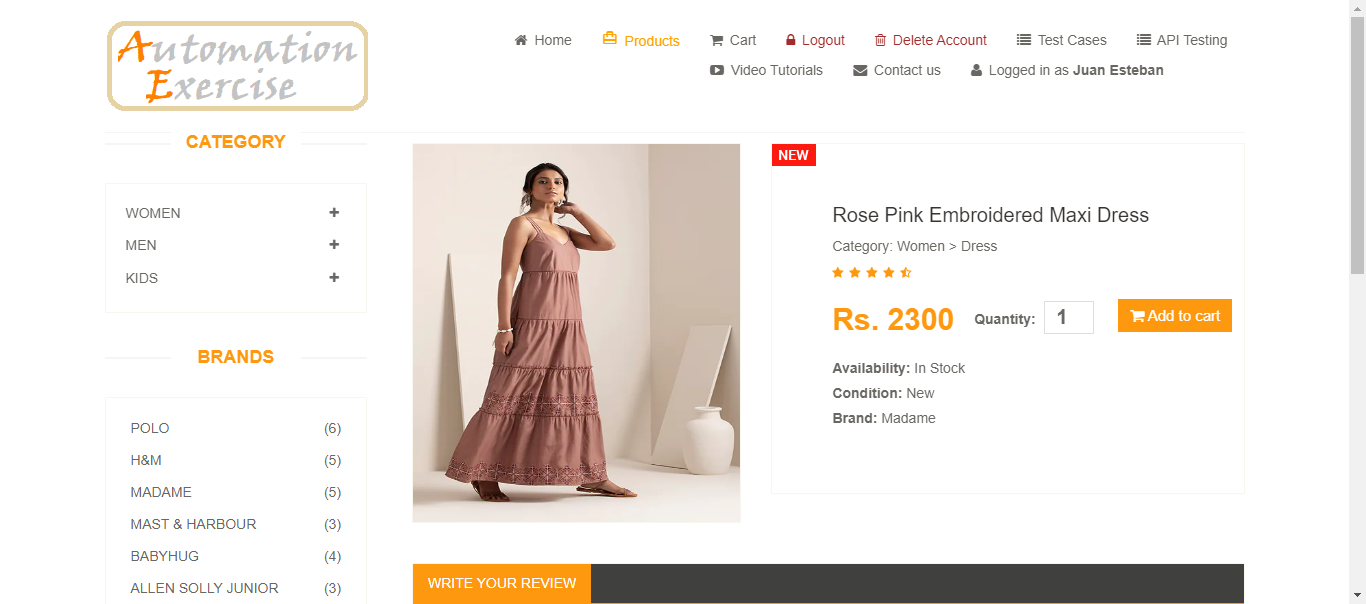 Automation
Exercise
Home Products Cart Logout Delete Account Test Cases API Testing
Video Tutorials Contact us Logged in as Juan Esteban
CATEGORY
WOMEN
MEN
KIDS
BRANDS
POLO (6)
H&M (5)
MADAME (5)
MAST & HARBOUR (3)
BABYHUG (4)
ALLEN SOLLY JUNIOR (3)
NEW
Rose Pink Embroidered Maxi Dress
Category: Women > Dress
Rs. 2300 Quantity: 1 Add to cart
Availability: In Stock
Condition: New
Brand: Madame
WRITE YOUR REVIEW